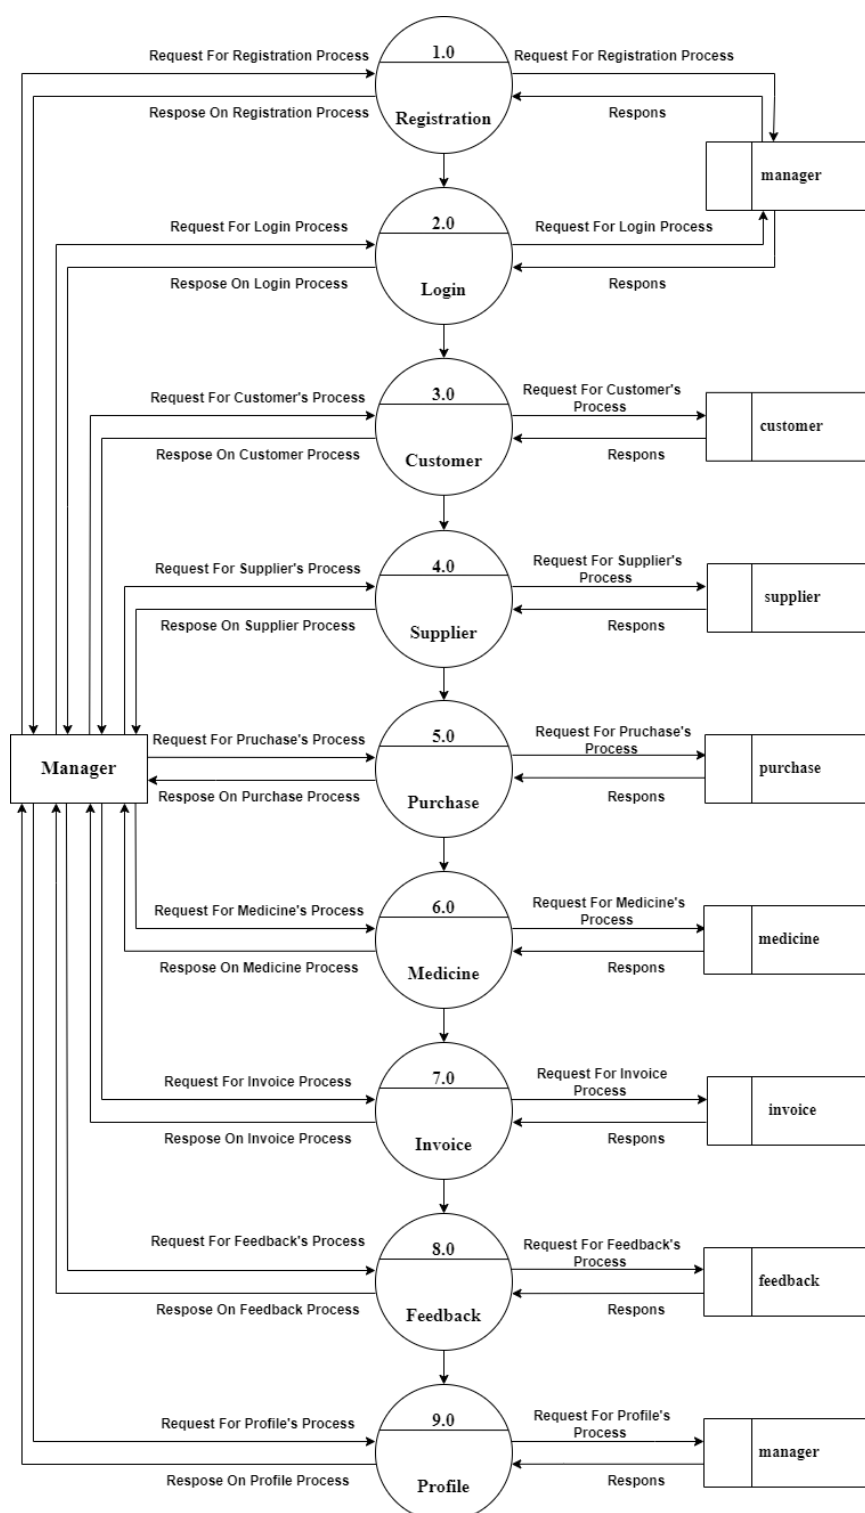 1.0
Request For Registration Process
Request For Registration Process
Respose On Registration Process
Registration
Respons
manager
2.0
Request For Login Process
Request For Login Process
Respose On Login Process
Login
Respons
3.0
Request For Customer's Process
Request For Customer's
Process
customer
Respose On Customer Process
Customer
Respons
4.0
Request For Supplier's Process
Request For Supplier's
Process
supplier
Respose On Supplier Process
Supplier
Respons
Manager
5.0
Request For Pruchase's Process
Request For Pruchase's
Process
purchase
Respose On Purchase Process
Purchase
Respons
6.0
Request For Medicine's Process
Request For Medicine's
Process
medicine
Respose On Medicine Process
Medicine
Respons
7.0
Request For Invoice Process
Request For Invoice
Process
invoice
Respose On Invoice Process
Invoice
Respons
8.0
Request For Feedback's Process
Request For Feedback's
Process
feedback
Respose On Feedback Process
Feedback
Respons
9.0
Request For Profile's Process
Request For Profile's
Process
manager
Respose On Profile Process
Profile
Respons